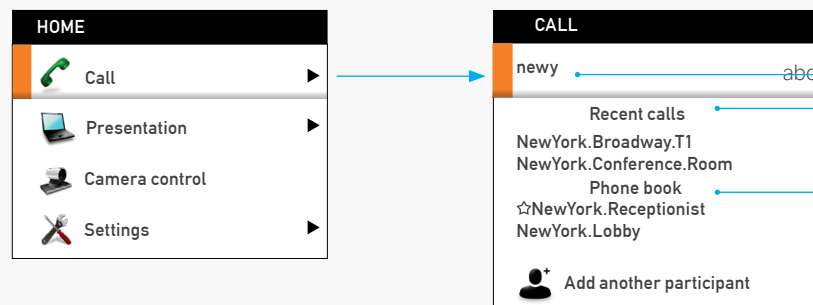 HOME
Call
Presentation
Camera control
Settings
CALL
newy
abc
Recent calls
NewYork.Broadway.T1
NewYork.Conference.Room
Phone book
☆NewYork.Receptionist
NewYork.Lobby
Add another participant